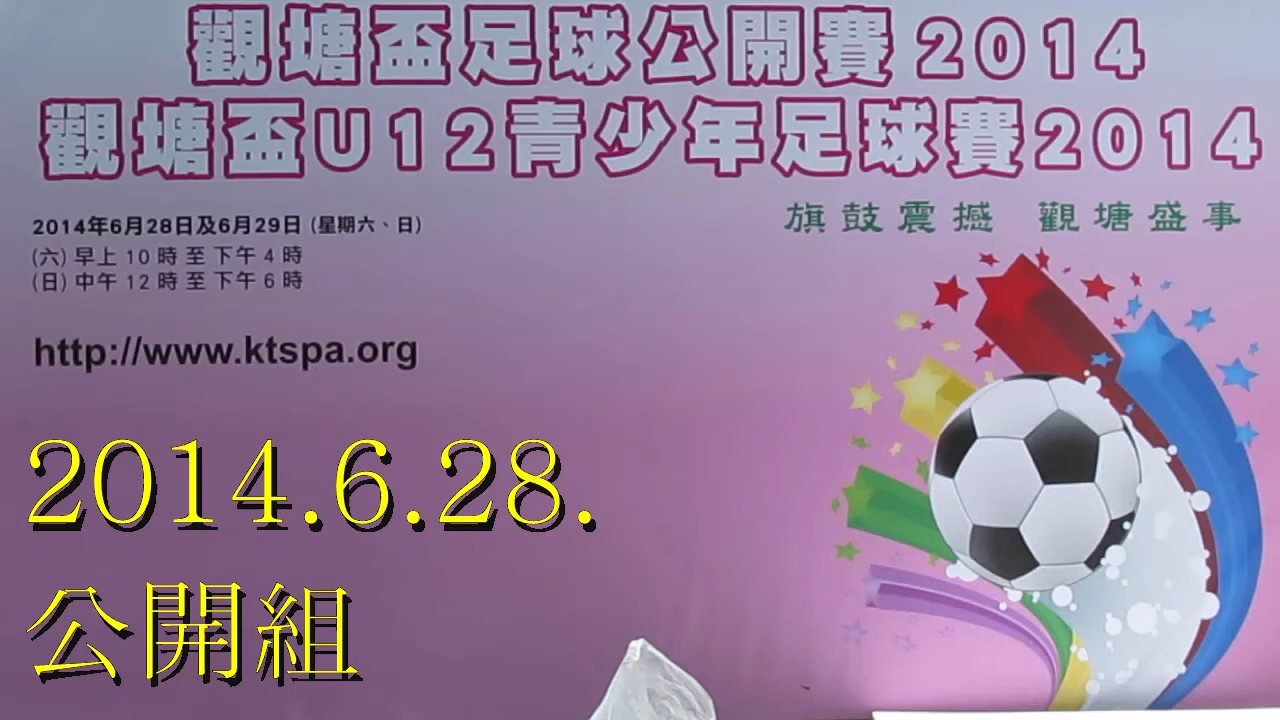 觀塘盃足球公開賽2014
觀塘盃U12青少年足球賽2014
旗鼓震撼 觀塘盛事
2014年6月28日及6月29日 (星期六、日)
(六) 早上 10 時 至 下午 4 時
(日) 中午 12 時 至 下午 6 時
http://www.ktspa.org
2014.6.28.
公開組